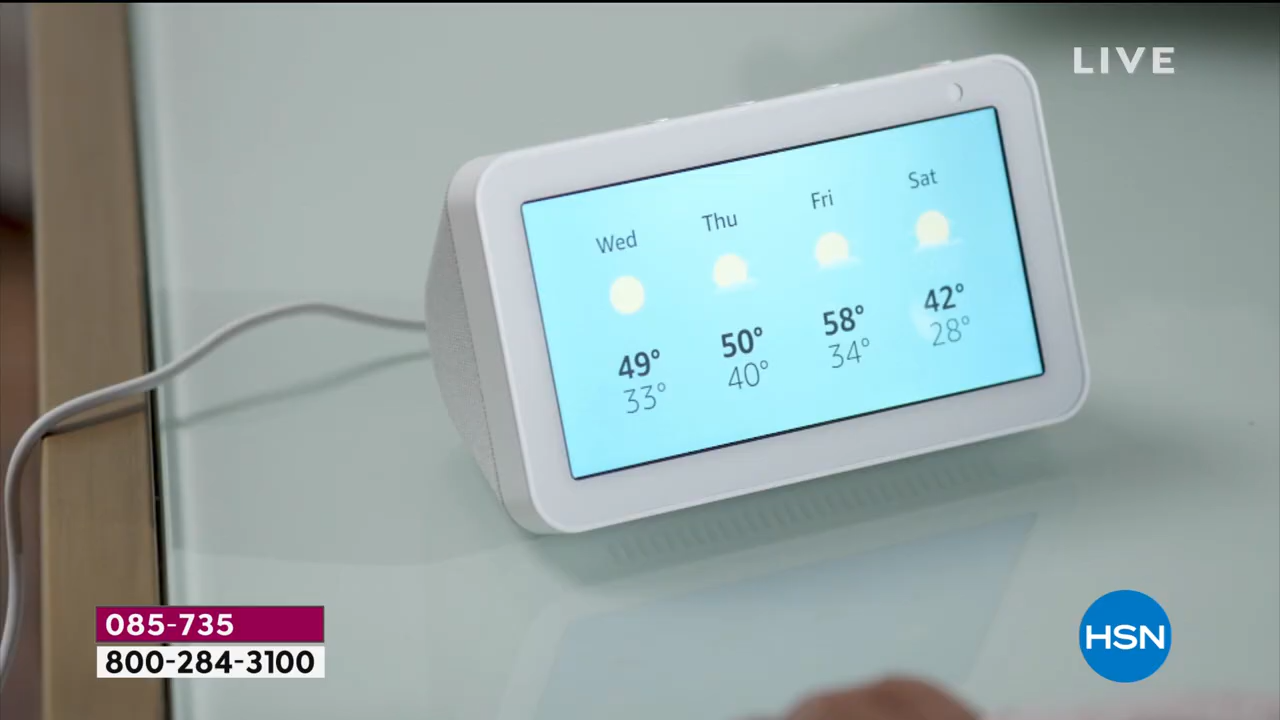 LIVE
Wed Thu Fri Sat
49° 50° 58° 42°
33° 40° 34° 28°
085-735
800-284-3100
HSN